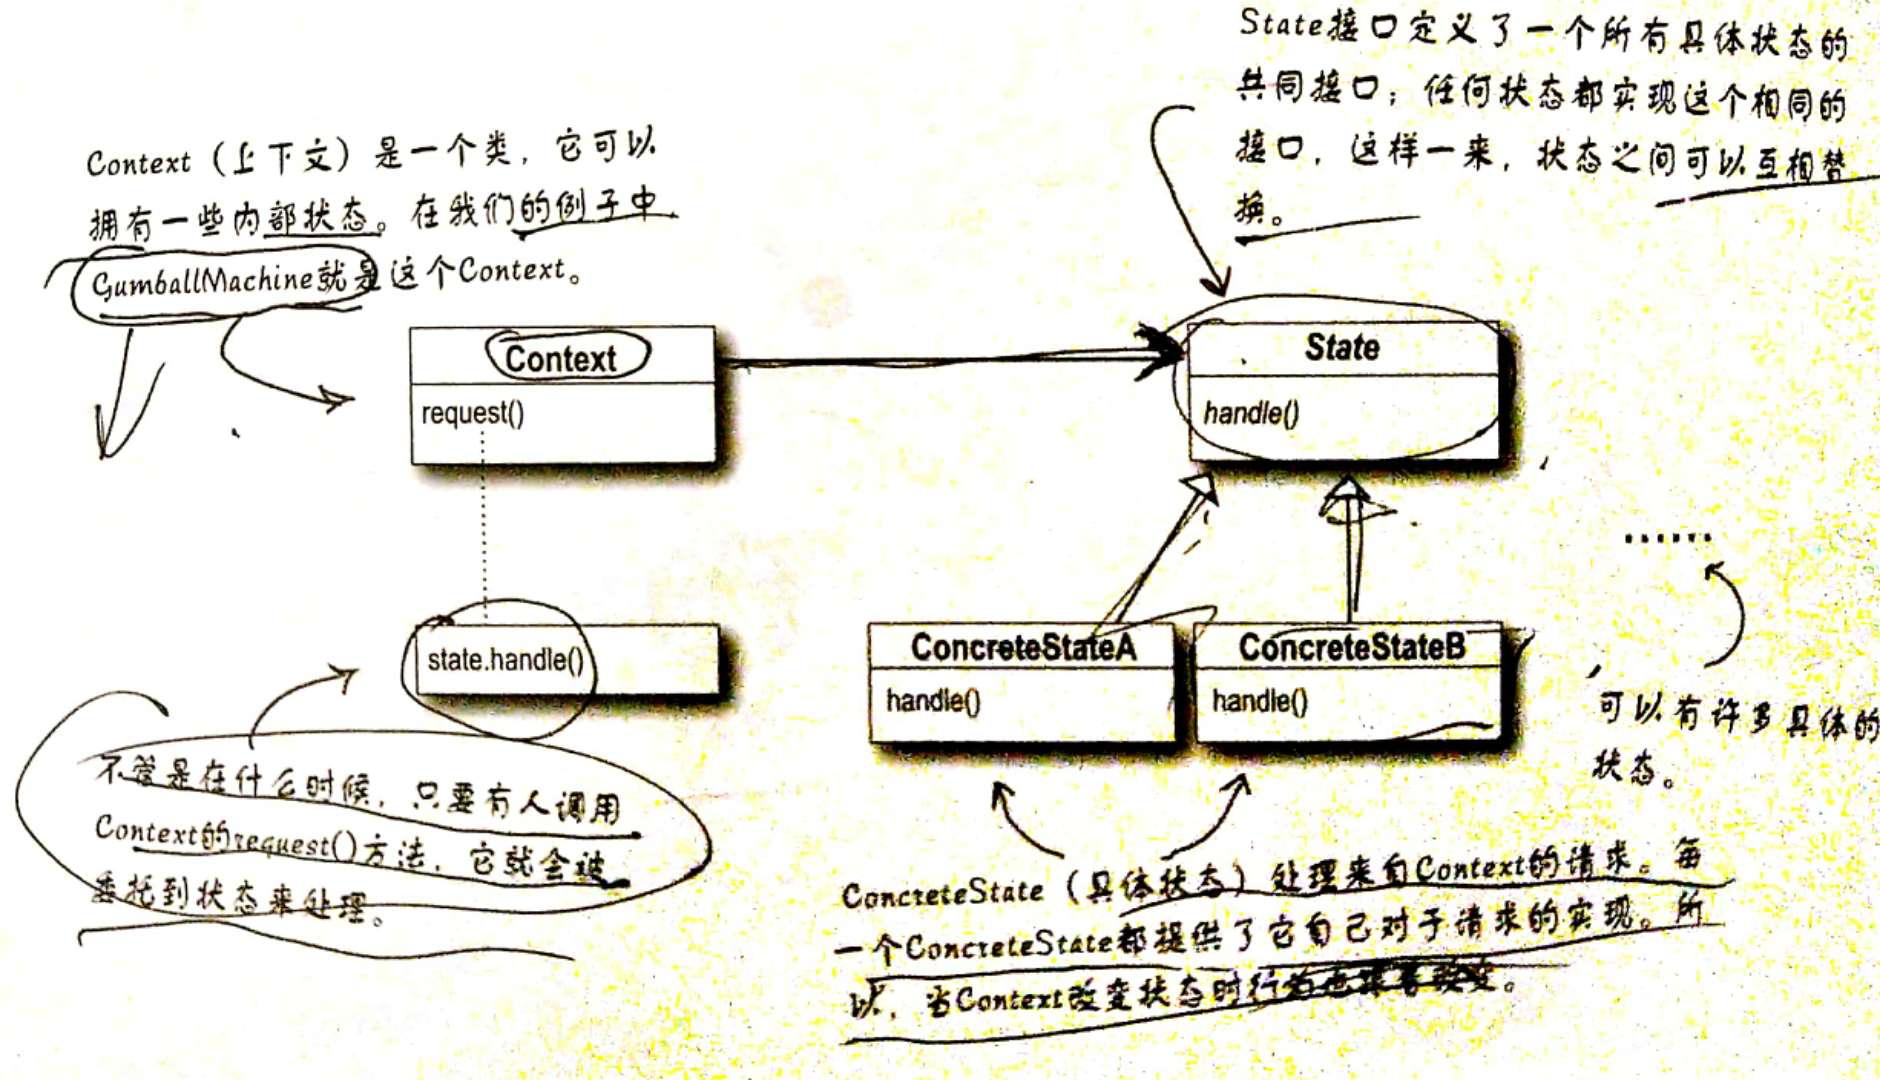 State接口定义了一个所有具体状态的
共同接口；任何状态都实现这个相同的
接口，这样一来，状态之间可以互相替
换。
Context（上下文）是一个类，它可以
拥有一些内部状态。在我们的例子中
GumballMachine就是这个Context。
Context
request()
State
handle()
state.handle()
ConcreteStateA
handle()
ConcreteStateB
handle()
······
可以有许多具体的
状态。
不管是在什么时候，只要有人调用
Context的request()方法，它就会被
委托到状态来处理。
ConcreteState（具体状态）处理来自Context的请求。每
一个ConcreteState都提供了它自己对于请求的实现。所
以，当Context改变状态时行为也跟着改变。